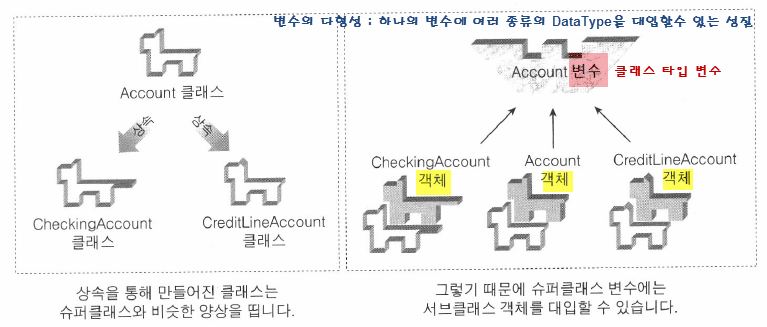 변수의 다형성 : 하나의 변수에 여러 종류의 DataType을 대입할수 있는 성질
Account 클래스
상속
상속
CheckingAccount
클래스
CreditLineAccount
클래스
상속을 통해 만들어진 클래스는
슈퍼클래스와 비슷한 양상을 띱니다.
Account 변수
클래스 타입 변수
CheckingAccount
객체
Account
객체
CreditLineAccount
객체
그렇기 때문에 슈퍼클래스 변수에는
서브클래스 객체를 대입할 수 있습니다.